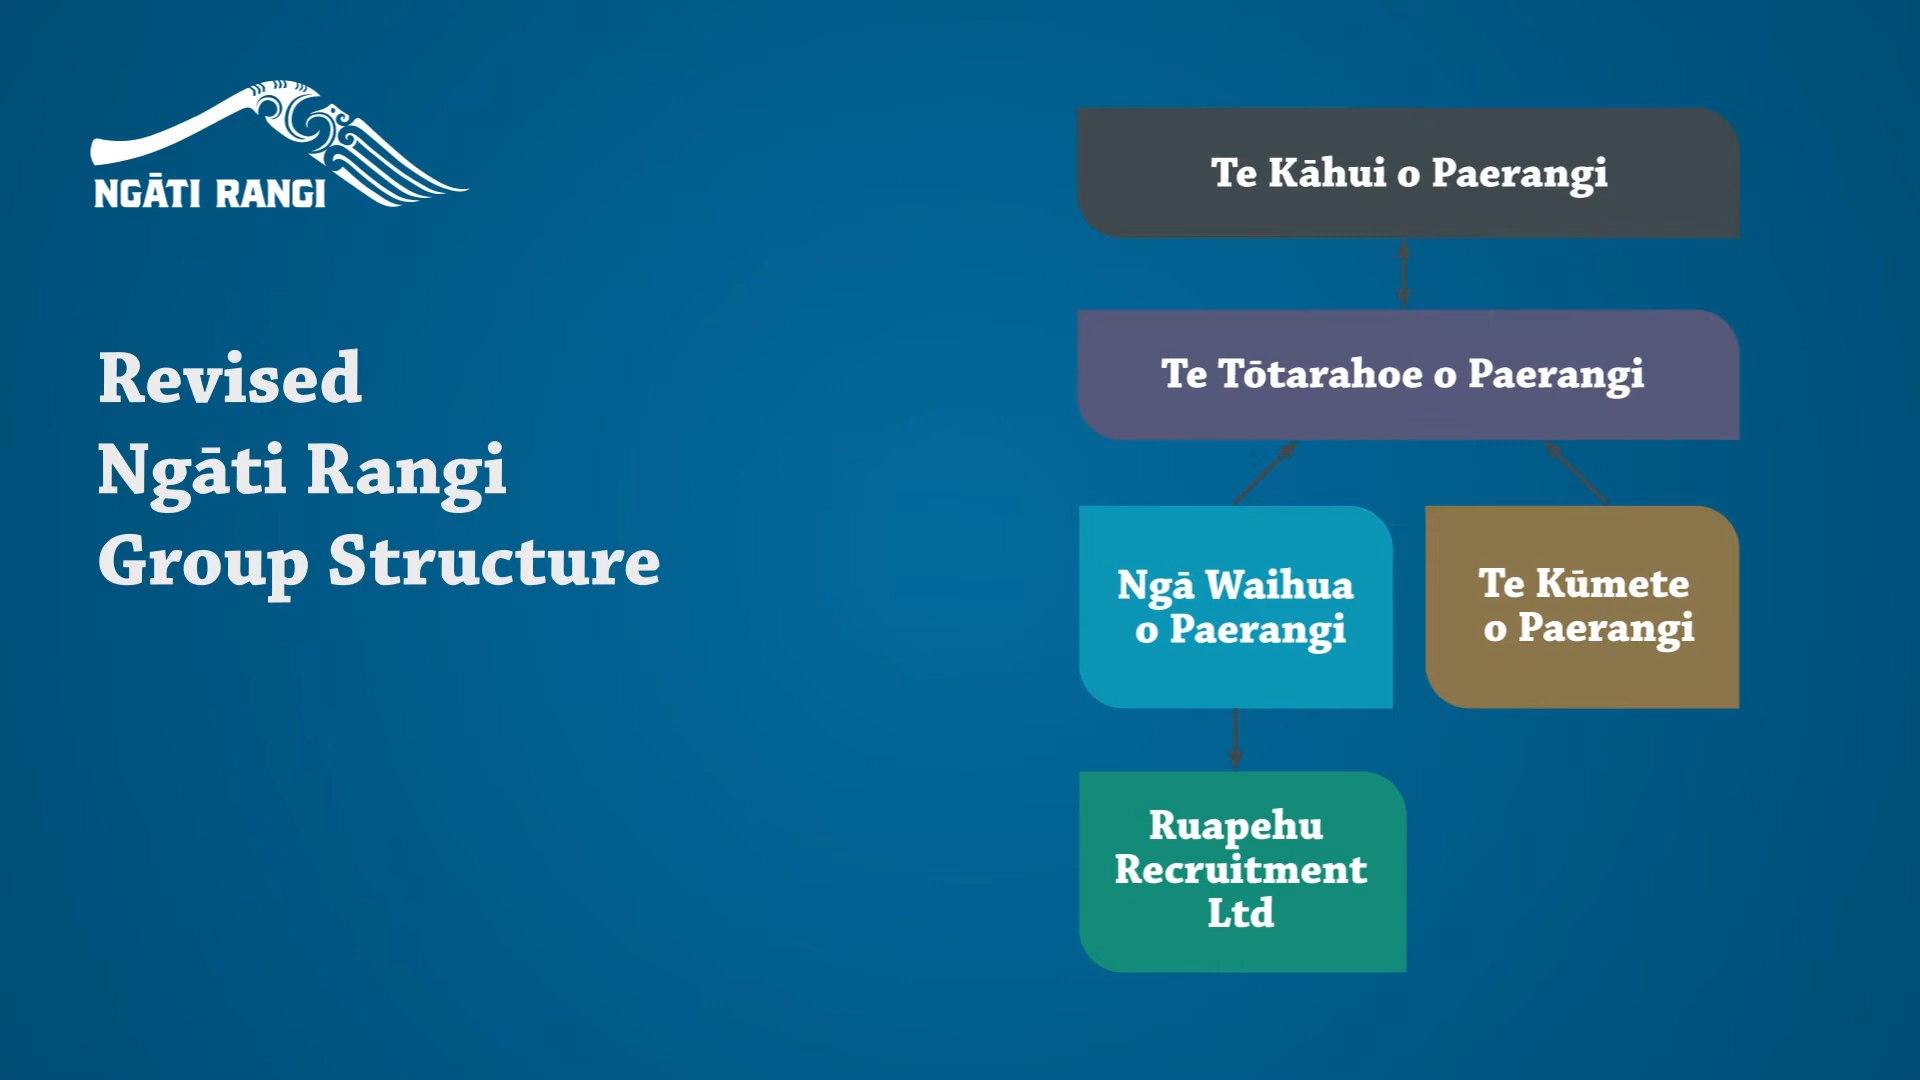 NGĀTI RANGI
Revised
Ngāti Rangi
Group Structure
Te Kāhui o Paerangi
Te Tōtarahoe o Paerangi
Ngā Waihua
o Paerangi
Te Kūmete
o Paerangi
Ruapehu
Recruitment
Ltd